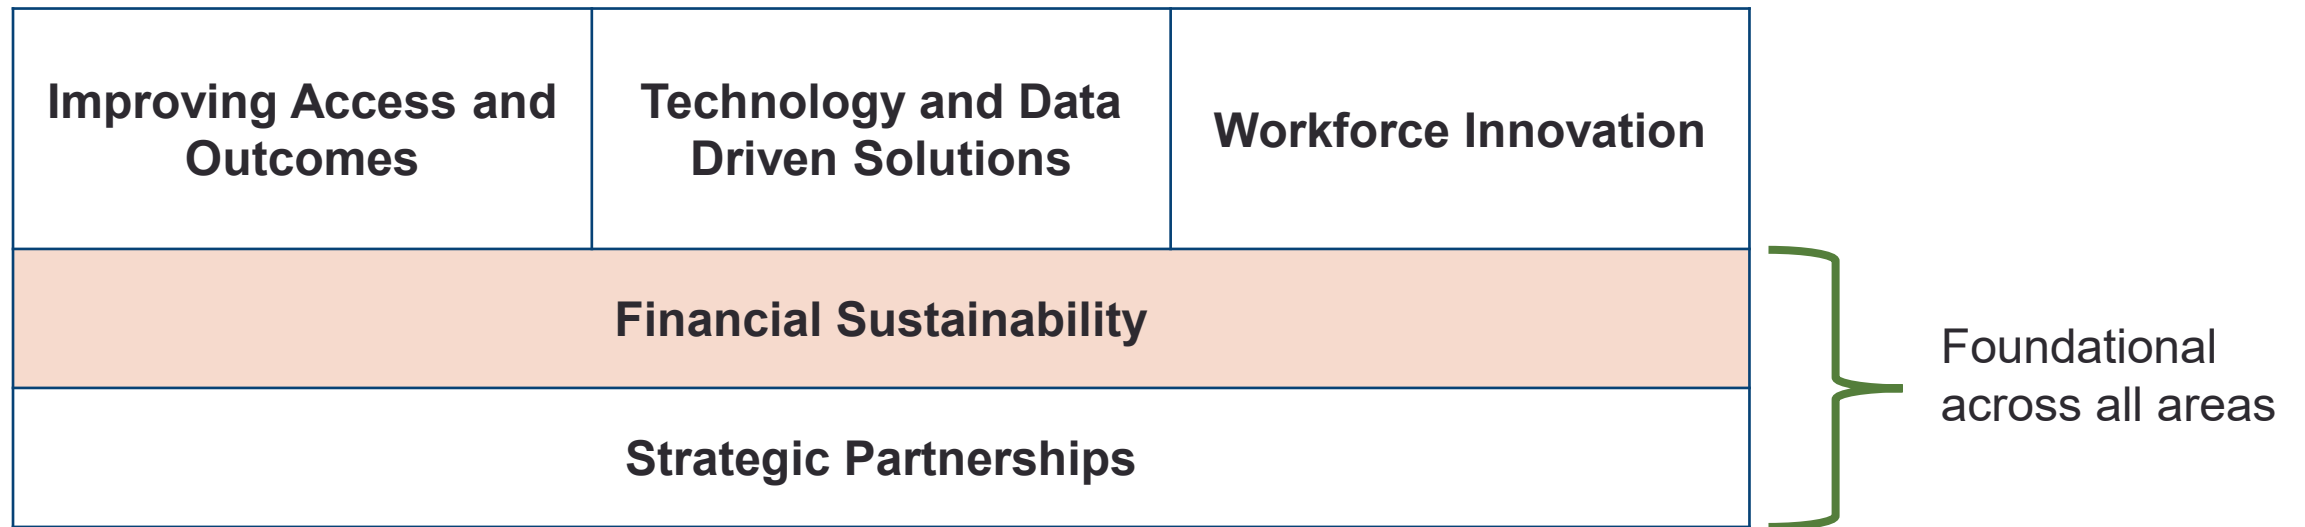 Improving Access and
Outcomes
Technology and Data
Driven Solutions
Workforce Innovation
Financial Sustainability
Strategic Partnerships
Foundational
across all areas